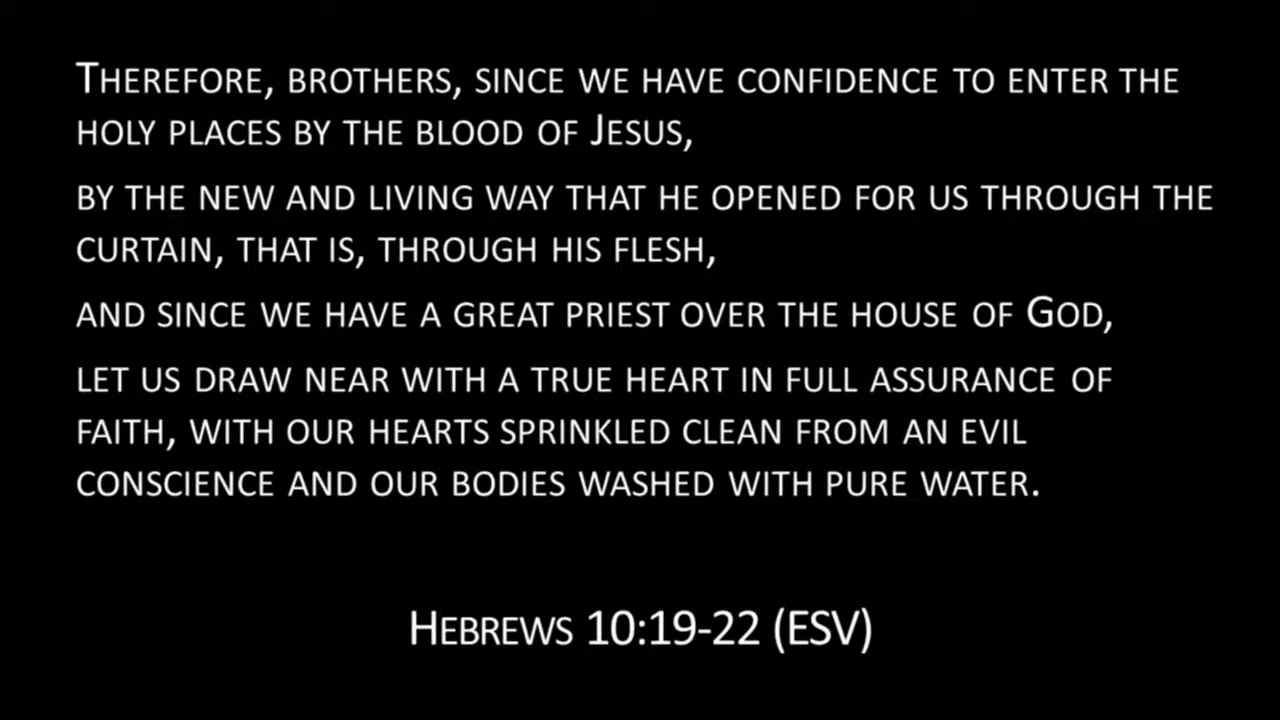 Therefore, brothers, since we have confidence to enter the
holy places by the blood of Jesus,
by the new and living way that he opened for us through the
curtain, that is, through his flesh,
and since we have a great priest over the house of God,
let us draw near with a true heart in full assurance of
faith, with our hearts sprinkled clean from an evil
conscience and our bodies washed with pure water.
Hebrews 10:19-22 (ESV)